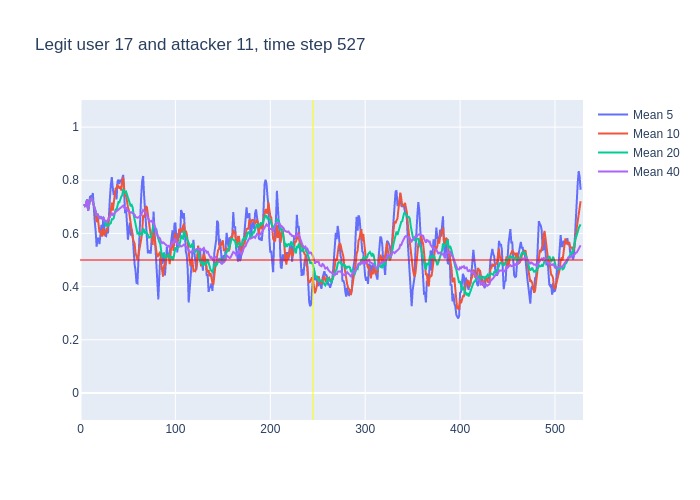 Legit user 17 and attacker 11, time step 527
Mean 5
Mean 10
Mean 20
Mean 40
1
0.8
0.6
0.4
0.2
0
0 100 200 300 400 500